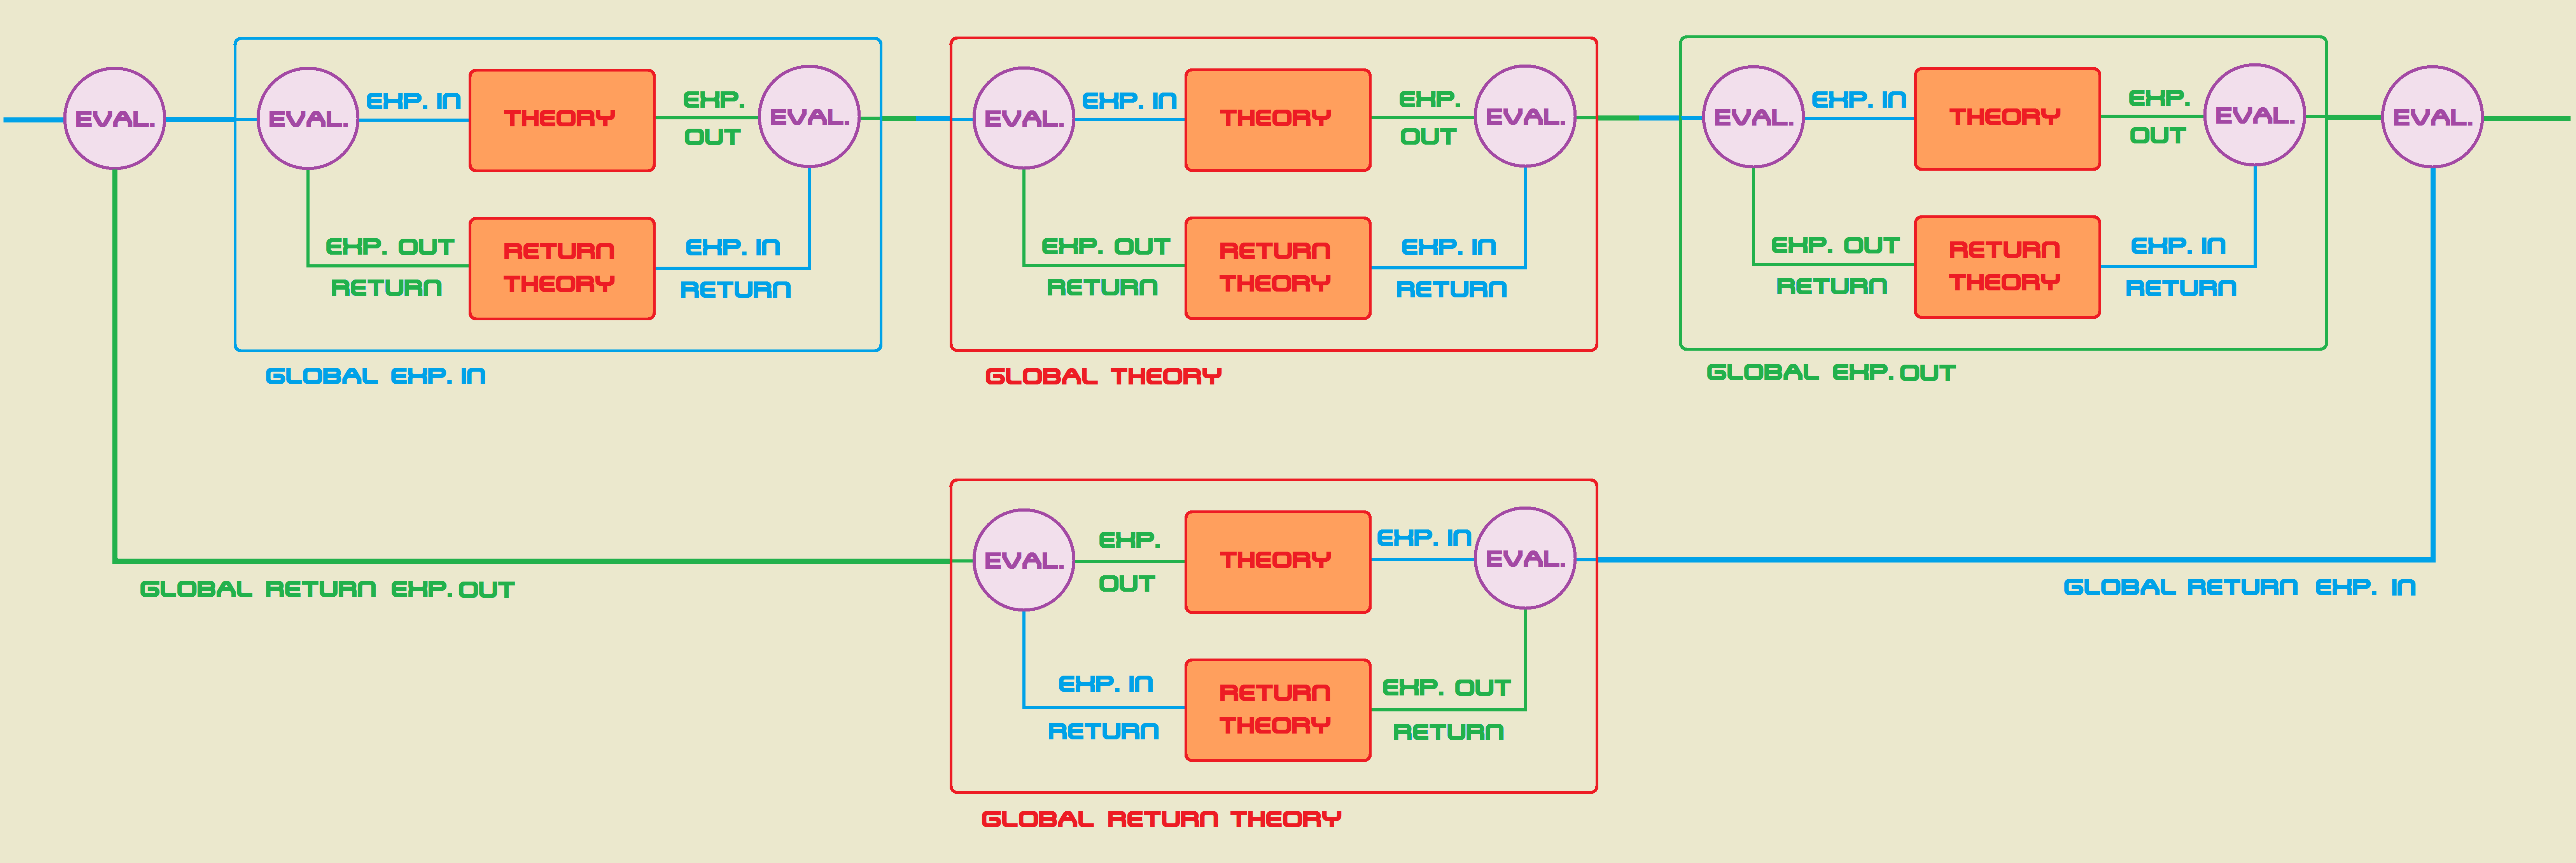 EVAL.
EVAL.
EXP. IN
THEORY
EXP.
OUT
EVAL.
EXP. OUT
RETURN
RETURN
THEORY
EXP. IN
RETURN
GLOBAL EXP. IN
EVAL.
EXP. IN
THEORY
EXP.
OUT
EVAL.
EXP. OUT
RETURN
RETURN
THEORY
EXP. IN
RETURN
GLOBAL THEORY
EVAL.
EXP. IN
THEORY
EXP.
OUT
EVAL.
EXP. OUT
RETURN
RETURN
THEORY
EXP. IN
RETURN
GLOBAL EXP. OUT
EVAL.
GLOBAL RETURN EXP. OUT
EVAL.
EXP.
OUT
THEORY
EXP. IN
EVAL.
EXP. IN
RETURN
RETURN
THEORY
EXP. OUT
RETURN
GLOBAL RETURN THEORY
GLOBAL RETURN EXP. IN